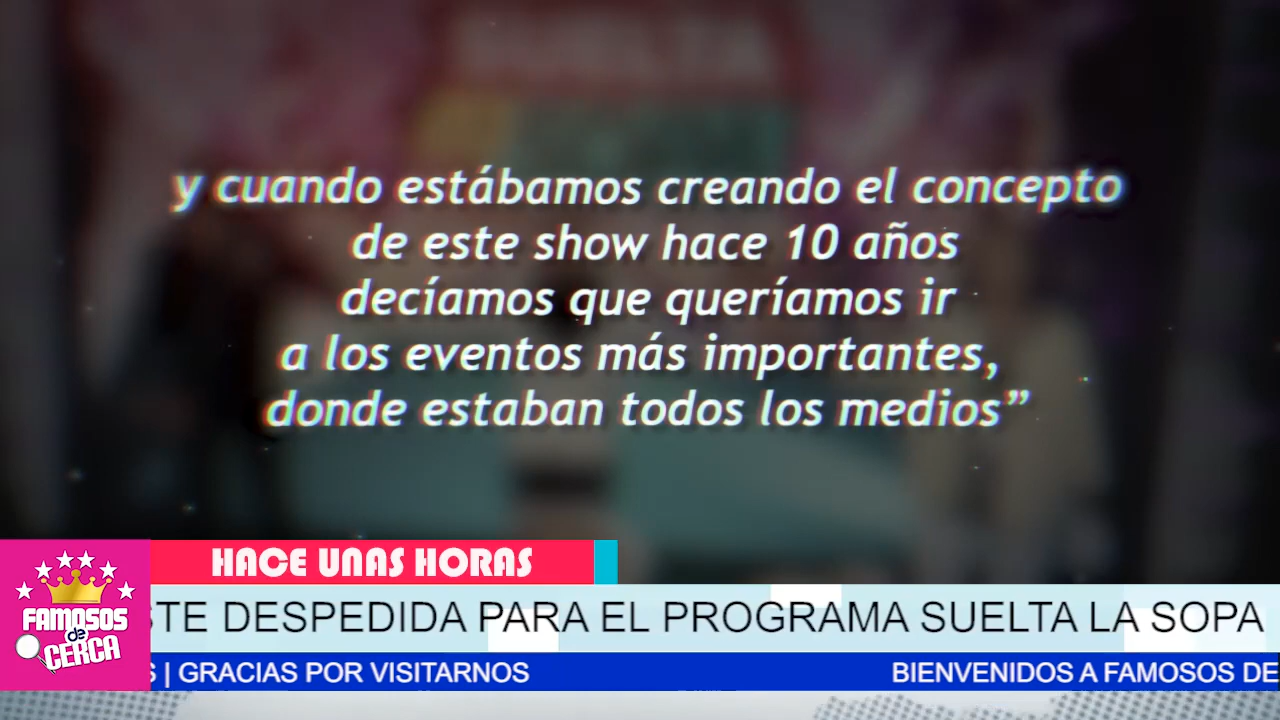 y cuando estábamos creando el concepto
de este show hace 10 años
decíamos que queríamos ir
a los eventos más importantes,
donde estaban todos los medios”
HACE UNAS HORAS
FAMOSOS
de
CERCA
STE DESPEDIDA PARA EL PROGRAMA SUELTA LA SOPA
S | GRACIAS POR VISITARNOS
BIENVENIDOS A FAMOSOS DE